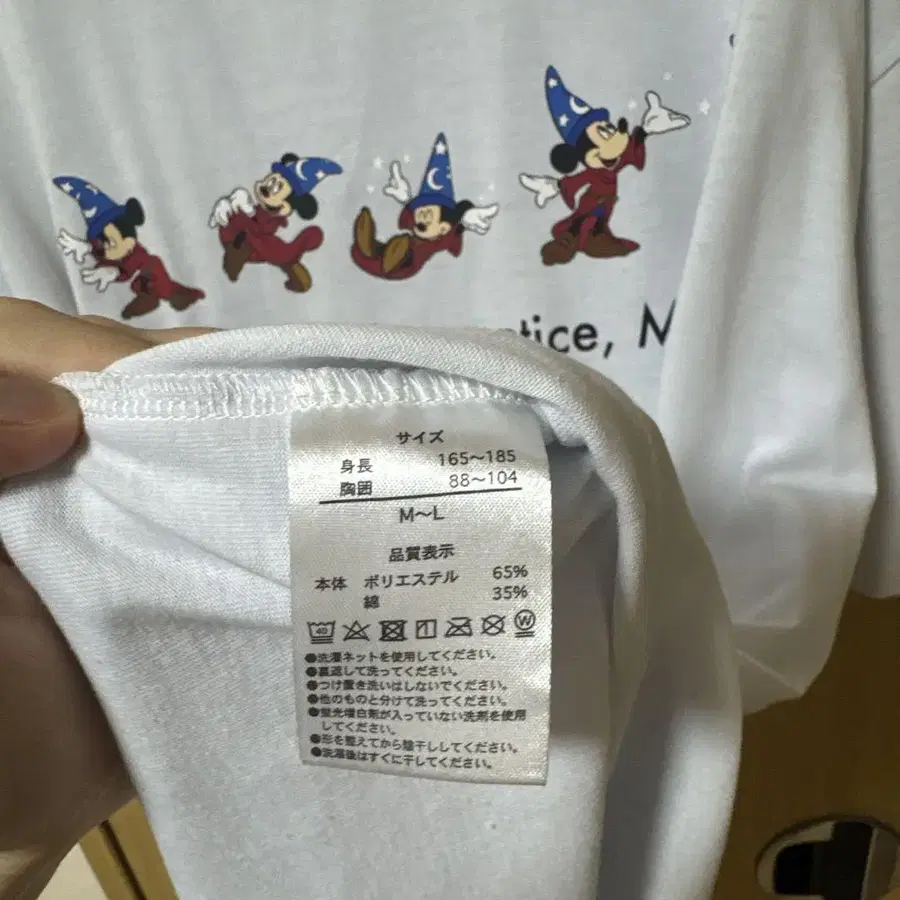 tice, M
サイズ
身長 165～185
胸囲 88～104
M～L
品質表示
本体 ポリエステル 65%
綿 35%
40 W
●洗濯ネットを使用してください。
●裏返して洗ってください。
●つけ置き洗いはしないでください。
●他のものと分けて洗ってください。
●蛍光増白剤が入っていない洗剤を使用
してください。
●形を整えてから陰干ししてください。
●洗濯後はすぐに干してください。